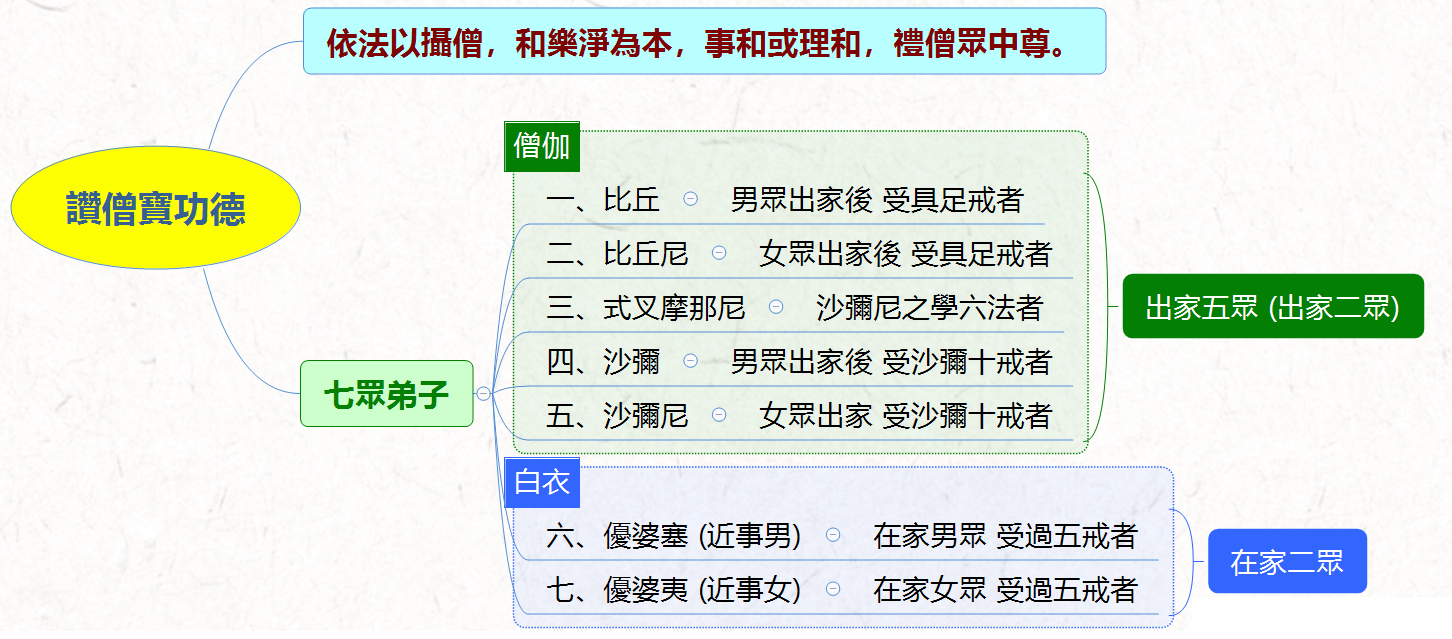 依法以攝僧，和樂淨為本，事和或理和，禮僧眾中尊。
讚僧寶功德
僧伽
一、比丘 男眾出家後 受具足戒者
二、比丘尼 女眾出家後 受具足戒者
三、式叉摩那尼 沙彌尼之學六法者
四、沙彌 男眾出家後 受沙彌十戒者
五、沙彌尼 女眾出家 受沙彌十戒者
出家五眾 (出家二眾)
七眾弟子
白衣
六、優婆塞 (近事男) 在家男眾 受過五戒者
七、優婆夷 (近事女) 在家女眾 受過五戒者
在家二眾